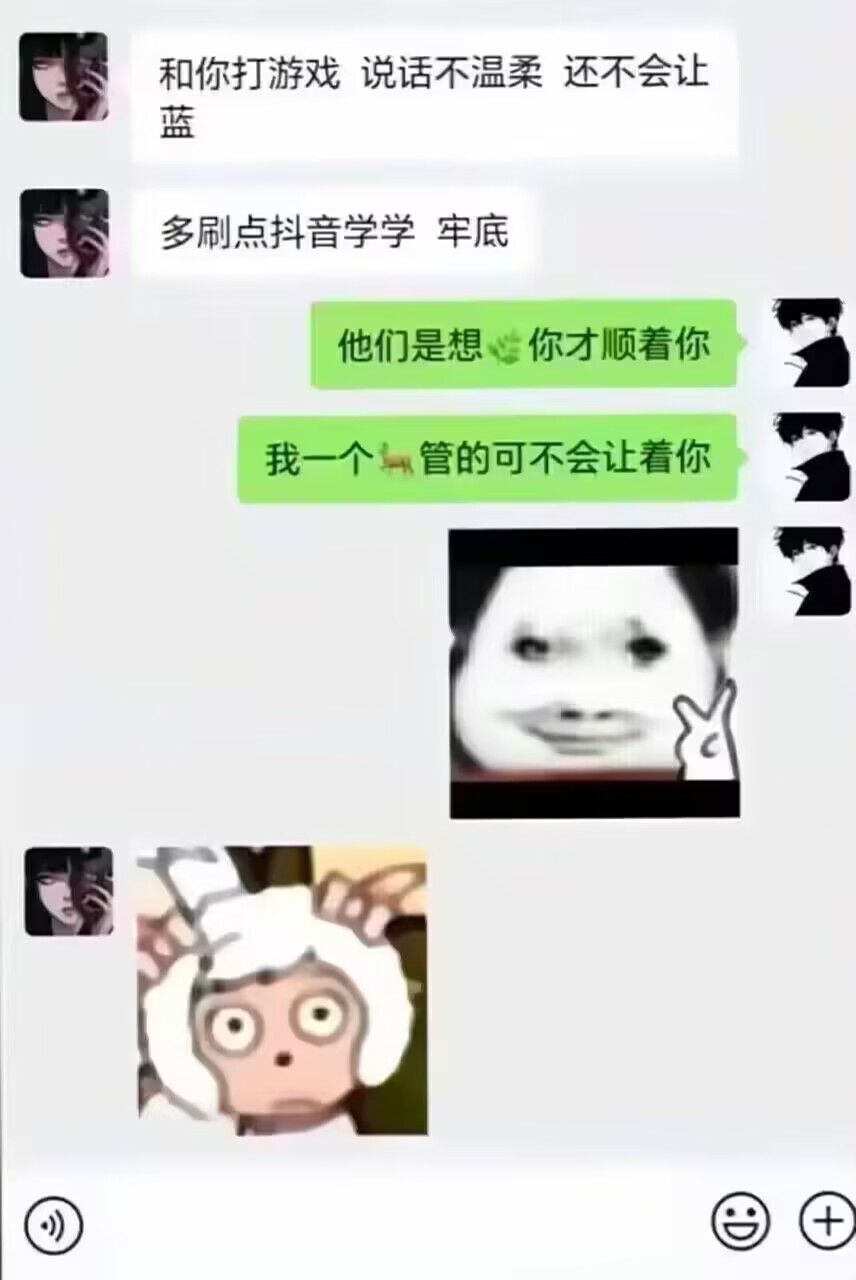 和你打游戏 说话不温柔 还不会让
蓝
多刷点抖音学学 牢底
他们是想🌿你才顺着你
我一个🦌管的可不会让着你